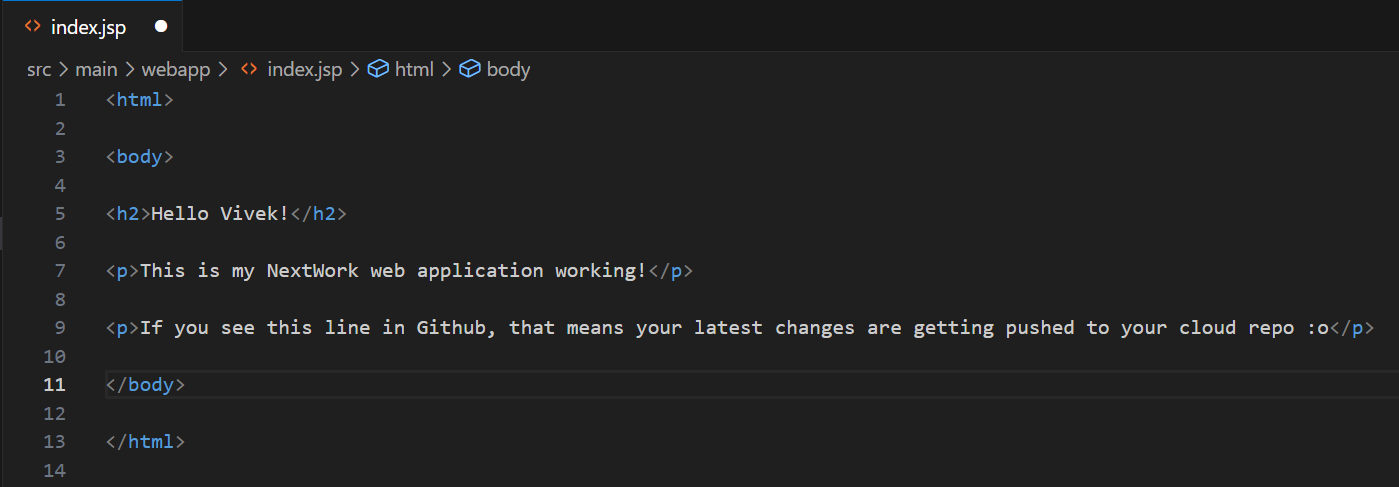 index.jsp
src > main > webapp > index.jsp > html > body
1 <html>
2
3 <body>
4
5 <h2>Hello Vivek!</h2>
6
7 <p>This is my NextWork web application working!</p>
8
9 <p>If you see this line in Github, that means your latest changes are getting pushed to your cloud repo :o</p>
10
11 </body>
12
13 </html>
14